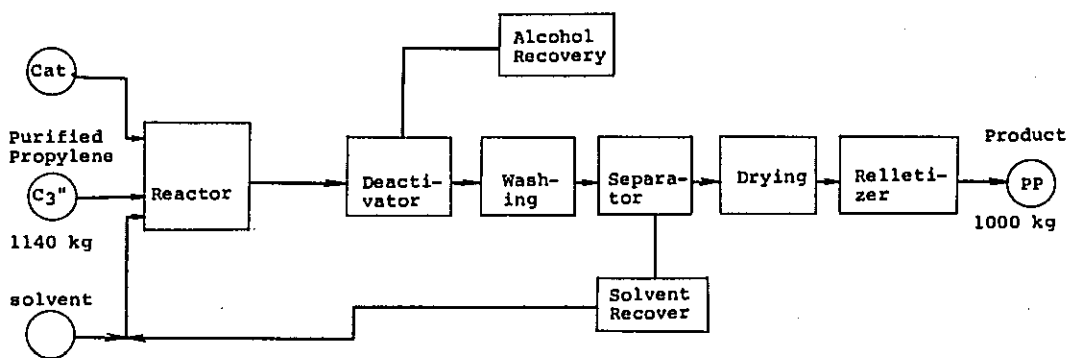 Alcohol
Recovery
Cat
Purified
Propylene
C3"
1140 kg
Reactor
Deacti-
vator
Wash-
ing
Separa-
tor
Drying
Relleti-
zer
Product
PP
1000 kg
solvent
Solvent
Recover